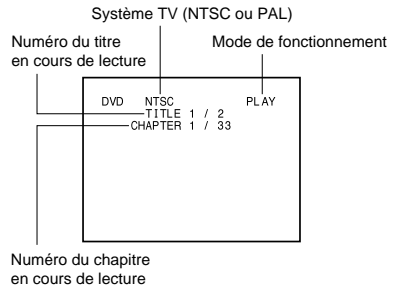 Système TV (NTSC ou PAL)
Numéro du titre
en cours de lecture
Mode de fonctionnement
DVD NTSC PLAY
TITLE 1 / 2
CHAPTER 1 / 33
Numéro du chapitre
en cours de lecture